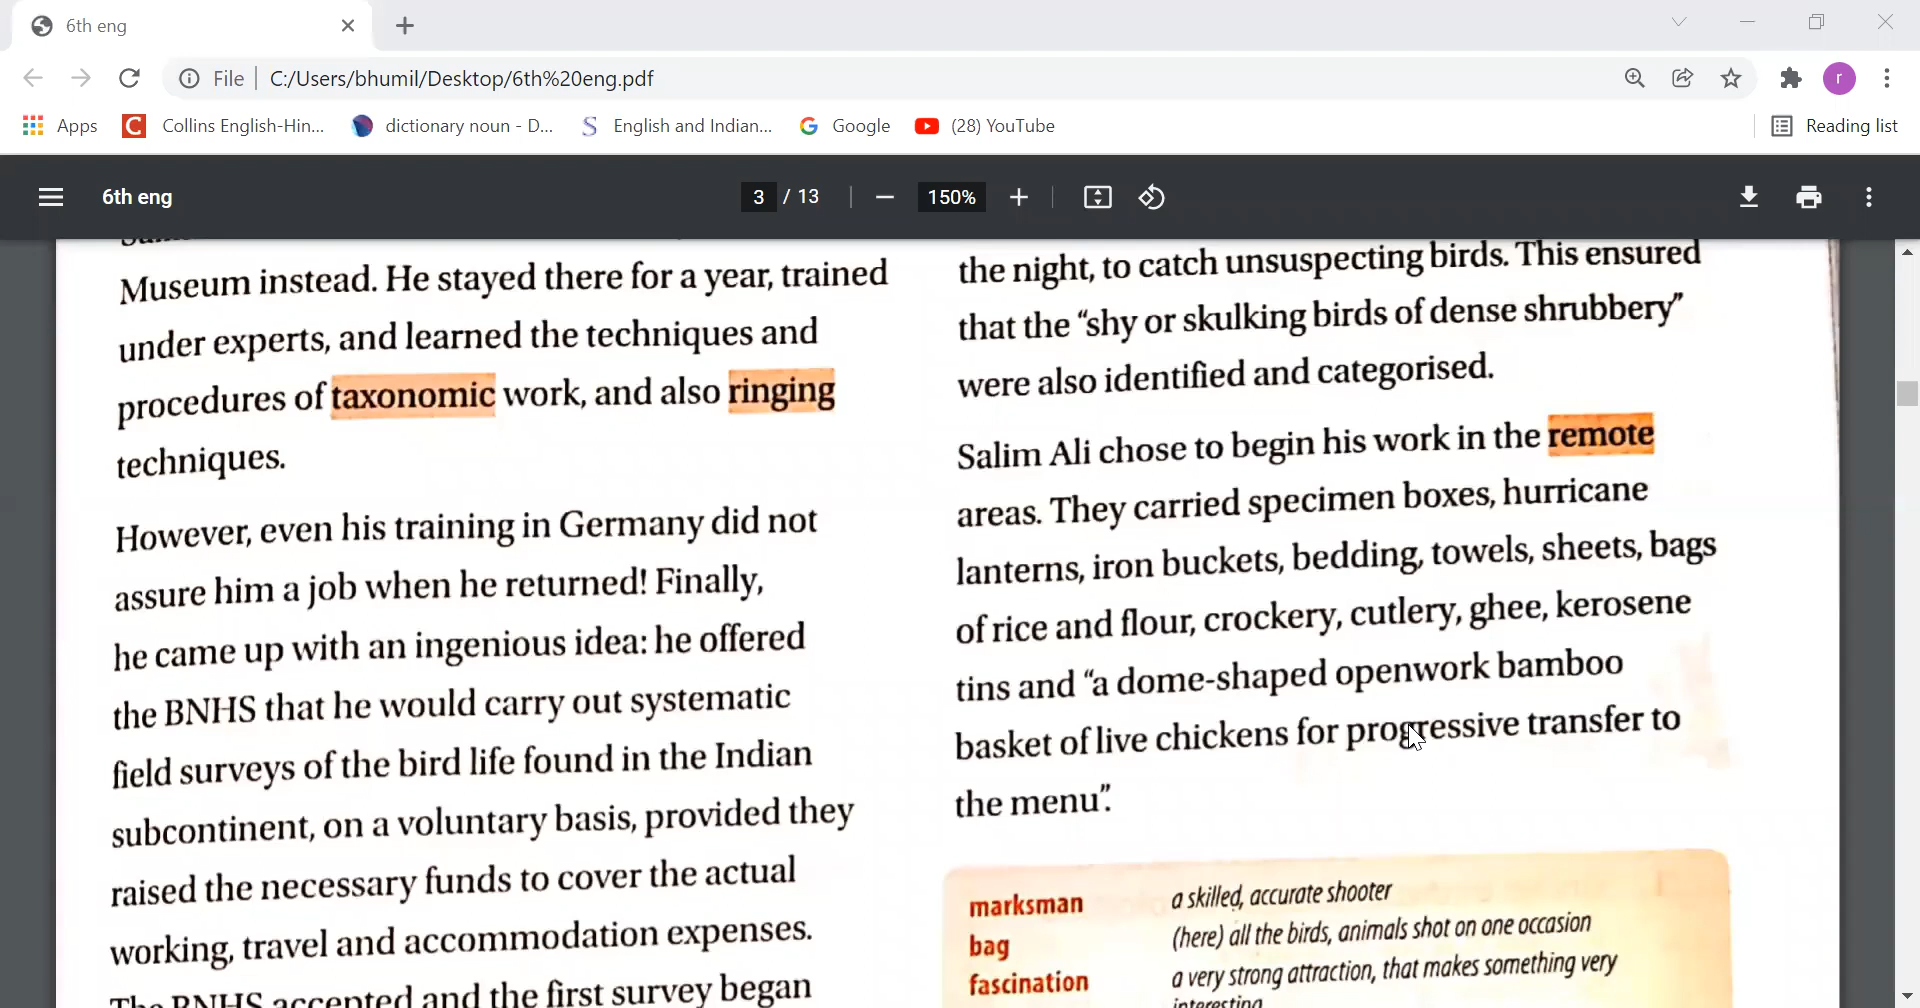 6th eng
File
C:/Users/bhumil/Desktop/6th%20eng.pdf
r
Apps
Collins English-Hin...
dictionary noun - D...
English and Indian...
Google
(28) YouTube
Reading list
6th eng
3 / 13
150%
Museum instead. He stayed there for a year, trained
under experts, and learned the techniques and
procedures of taxonomic work, and also ringing
techniques.
However, even his training in Germany did not
assure him a job when he returned! Finally,
he came up with an ingenious idea: he offered
the BNHS that he would carry out systematic
field surveys of the bird life found in the Indian
subcontinent, on a voluntary basis, provided they
raised the necessary funds to cover the actual
working, travel and accommodation expenses.
The BNHS accepted and the first survey began
the night, to catch unsuspecting birds. This ensured
that the “shy or skulking birds of dense shrubbery”
were also identified and categorised.
Salim Ali chose to begin his work in the remote
areas. They carried specimen boxes, hurricane
lanterns, iron buckets, bedding, towels, sheets, bags
of rice and flour, crockery, cutlery, ghee, kerosene
tins and “a dome-shaped openwork bamboo
basket of live chickens for progressive transfer to
the menu”.
marksman a skilled, accurate shooter
bag (here) all the birds, animals shot on one occasion
fascination a very strong attraction, that makes something very
interesting